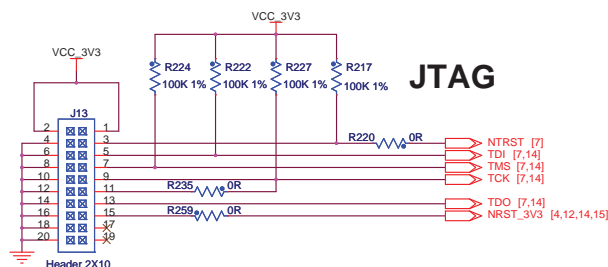 VCC_3V3
VCC_3V3
R224 R222 R227 R217
100K 1% 100K 1% 100K 1% 100K 1%
JTAG
J13
2 1
4 3 R220 0R NTRST [7]
6 5 TDI [7,14]
8 7 TMS [7,14]
10 9 TCK [7,14]
12 11 R235 0R
14 13 TDO [7,14]
16 15 R259 0R NRST_3V3 [4,12,14,15]
18 17
20 19
Header 2X10